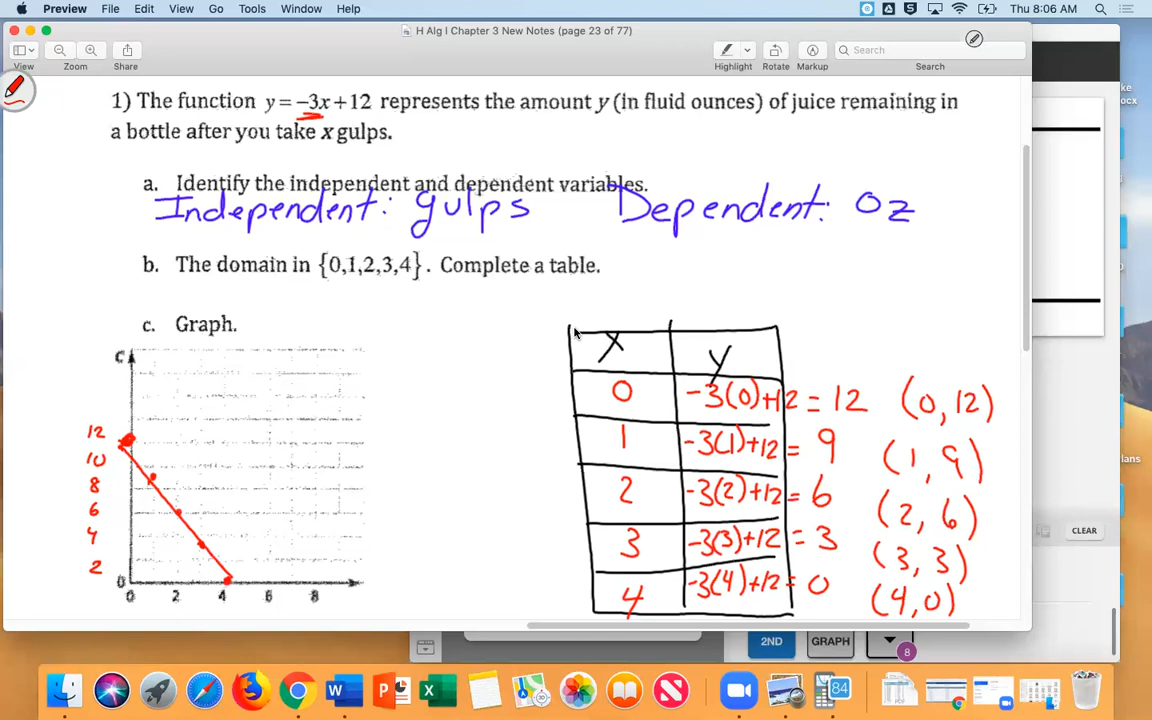 Preview File Edit View Go Tools Window Help Thu 8:06 AM
H Alg I Chapter 3 New Notes (page 23 of 77)
Search
View Zoom Share Highlight Rotate Markup Search
1) The function y = −3x + 12 represents the amount y (in fluid ounces) of juice remaining in
a bottle after you take x gulps.
a. Identify the independent and dependent variables.
Independent: gulps Dependent: Oz
b. The domain in {0,1,2,3,4}. Complete a table.
c. Graph.
C
12
10
8
6
4
2
0
0 2 4 6 8
x y
0 -3(0)+12 = 12 (0,12)
1 -3(1)+12 = 9 (1,9)
2 -3(2)+12 = 6 (2,6)
3 -3(3)+12 = 3 (3,3)
4 -3(4)+12 = 0 (4,0)
ke
ocx
lans
CLEAR
2ND GRAPH
8
84